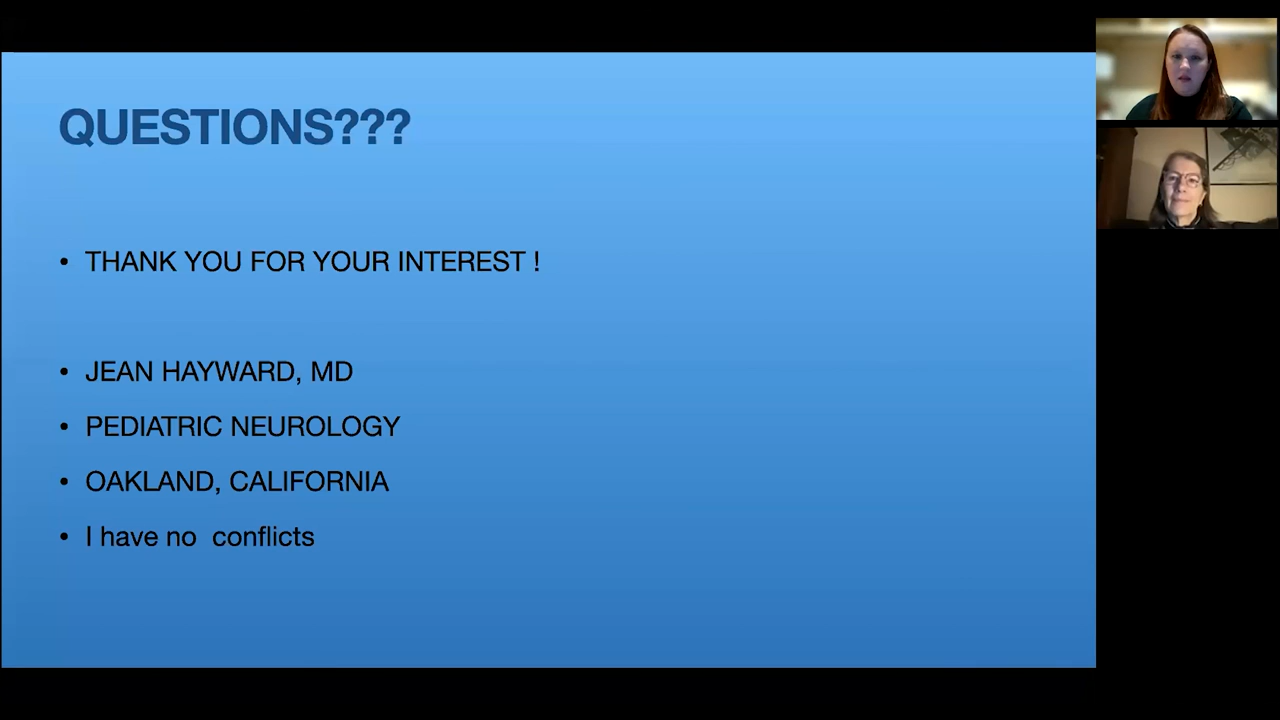 QUESTIONS???
• THANK YOU FOR YOUR INTEREST !
• JEAN HAYWARD, MD
• PEDIATRIC NEUROLOGY
• OAKLAND, CALIFORNIA
• I have no  conflicts